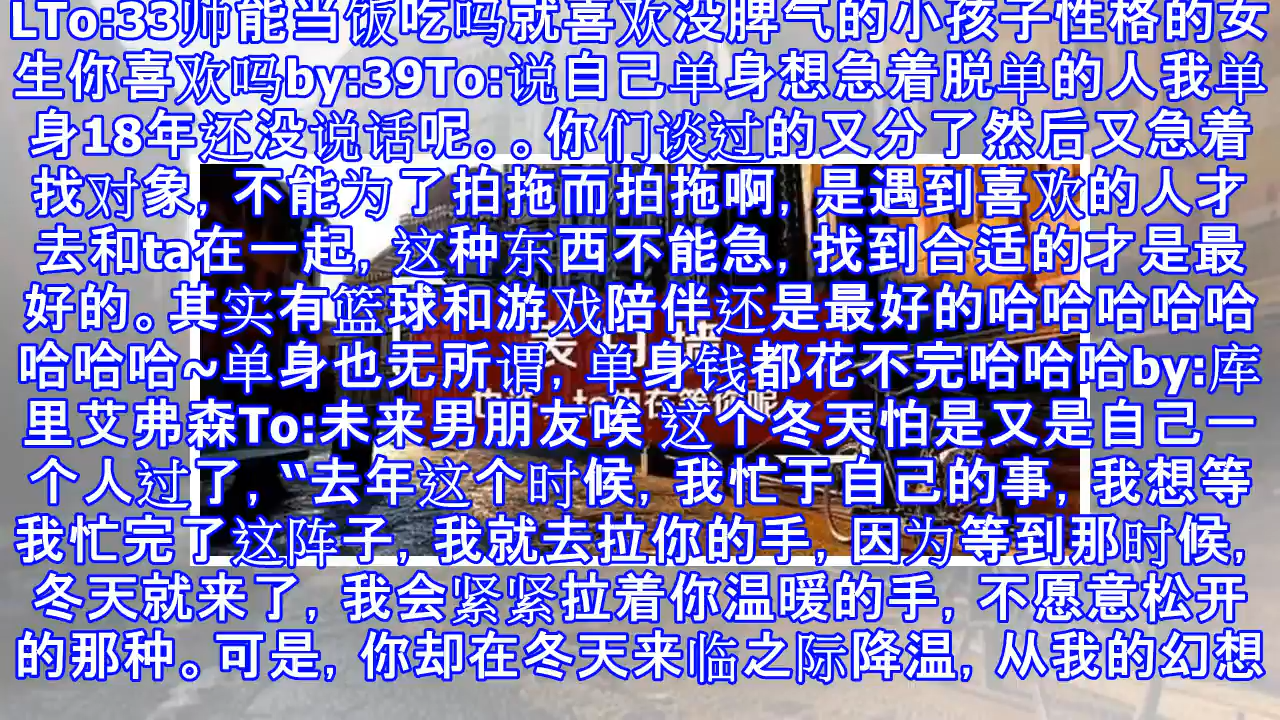 LTo:33帅能当饭吃吗就喜欢没脾气的小孩子性格的女
生你喜欢吗by:39To:说自己单身想急着脱单的人我单
身18年还没说话呢。。你们谈过的又分了然后又急着
找对象,不能为了拍拖而拍拖啊,是遇到喜欢的人才
去和ta在一起,这种东西不能急,找到合适的才是最
好的。其实有篮球和游戏陪伴还是最好的哈哈哈哈哈
哈哈哈~单身也无所谓,单身钱都花不完哈哈哈by:库
里艾弗森To:未来男朋友唉 这个冬天怕是又是自己一
个人过了,“去年这个时候,我忙于自己的事,我想等
我忙完了这阵子,我就去拉你的手,因为等到那时候,
冬天就来了,我会紧紧拉着你温暖的手,不愿意松开
的那种。可是,你却在冬天来临之际降温,从我的幻想